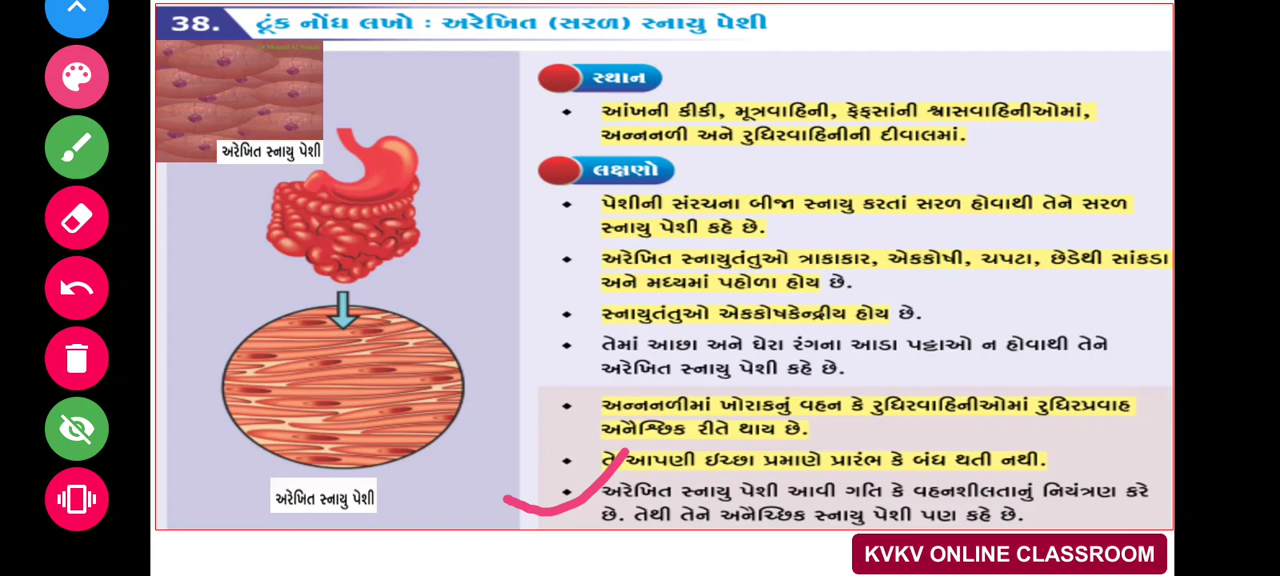 38. ટૂંક નોંધ લખો : અરેખિત (સરળ) સ્નાયુ પેશી
અરેખિત સ્નાયુ પેશી
સ્થાન
આંખની કીકી, મૂત્રવાહિની, ફેફસાંની શ્વાસવાહિનીઓમાં,
અન્નનળી અને રુધિરવાહિનીની દીવાલમાં.
લક્ષણો
પેશીની સંરચના બીજા સ્નાયુ કરતાં સરળ હોવાથી તેને સરળ
સ્નાયુ પેશી કહે છે.
અરેખિત સ્નાયુતંતુઓ ત્રાકાકાર, એકકોષી, ચપટા, છેડેથી સાંકડા
અને મધ્યમાં પહોળા હોય છે.
સ્નાયુતંતુઓ એકકોષકેન્દ્રીય હોય છે.
તેમાં આછા અને ઘેરા રંગના આડા પટ્ટાઓ ન હોવાથી તેને
અરેખિત સ્નાયુ પેશી કહે છે.
અન્નનળીમાં ખોરાકનું વહન કે રુધિરવાહિનીઓમાં રુધિરપ્રવાહ
અનૈચ્છિક રીતે થાય છે.
તે આપણી ઈચ્છા પ્રમાણે પ્રારંભ કે બંધ થતી નથી.
અરેખિત સ્નાયુ પેશી આવી ગતિ કે વહનશીલતાનું નિયંત્રણ કરે
છે. તેથી તેને અનૈચ્છિક સ્નાયુ પેશી પણ કહે છે.
અરેખિત સ્નાયુ પેશી
KVKV ONLINE CLASSROOM